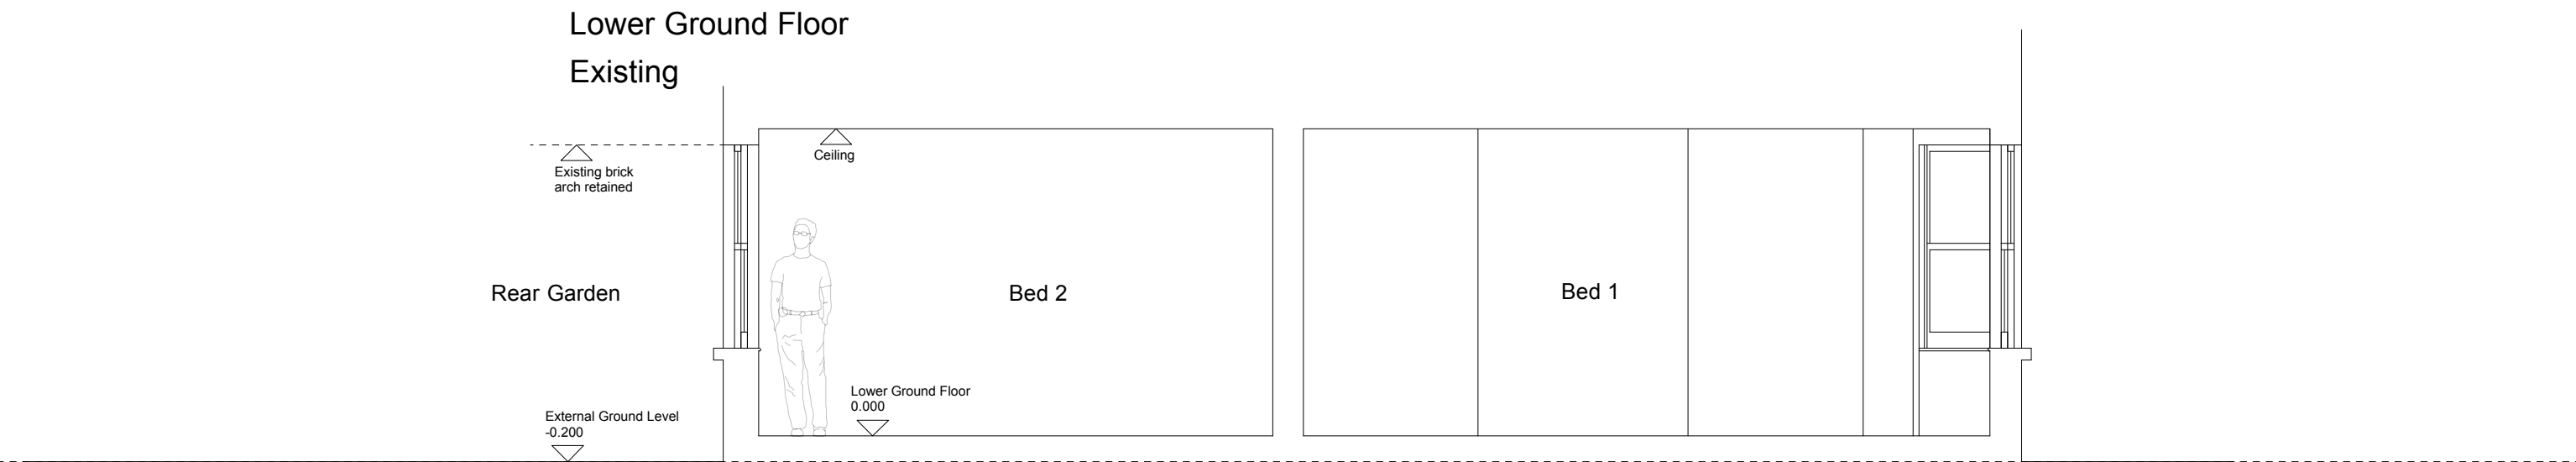 Lower Ground Floor
Existing
Ceiling
Existing brick
arch retained
Rear Garden
Bed 2
Bed 1
Lower Ground Floor
0.000
External Ground Level
-0.200